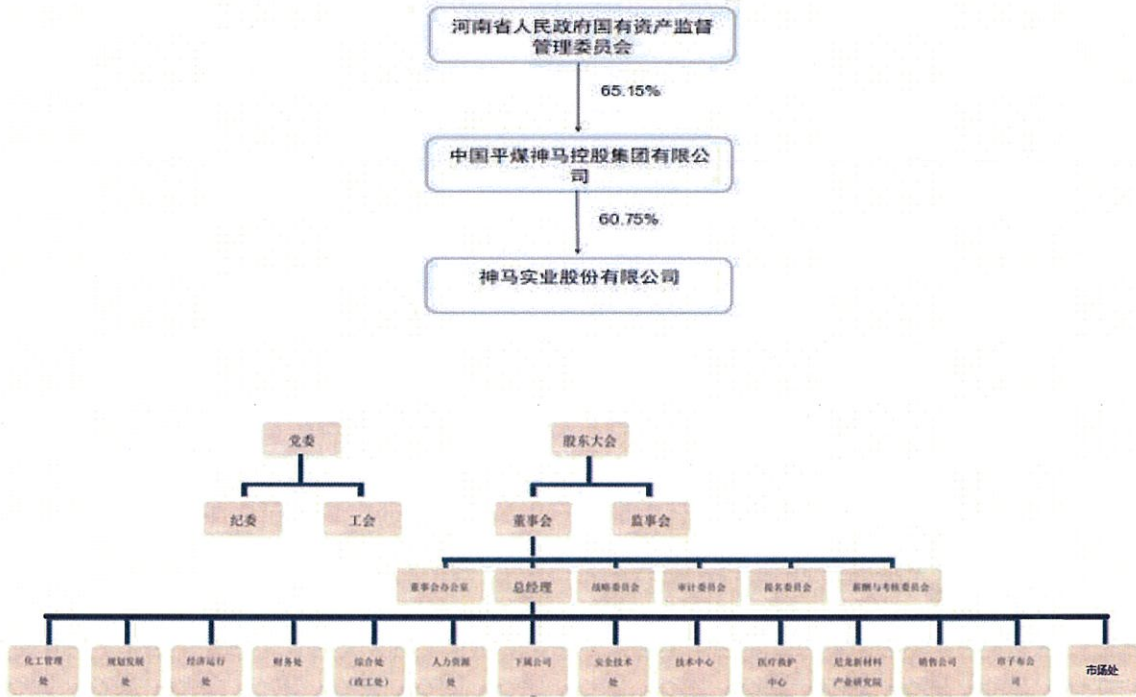 河南省人民政府国有资产监督
管理委员会
65.15%
中国平煤神马控股集团有限公
司
60.75%
神马实业股份有限公司
党委
股东大会
纪委
工会
董事会
监事会
董事会办公室
总经理
战略委员会
审计委员会
提名委员会
薪酬与考核委员会
化工管理
处
规划发展
处
经济运行
处
财务处
综合处
(政工处)
人力资源
处
下属公司
安全技术
处
技术中心
医疗救护
中心
尼龙新材料
产业研究院
销售公司
帘子布公
司
市场处